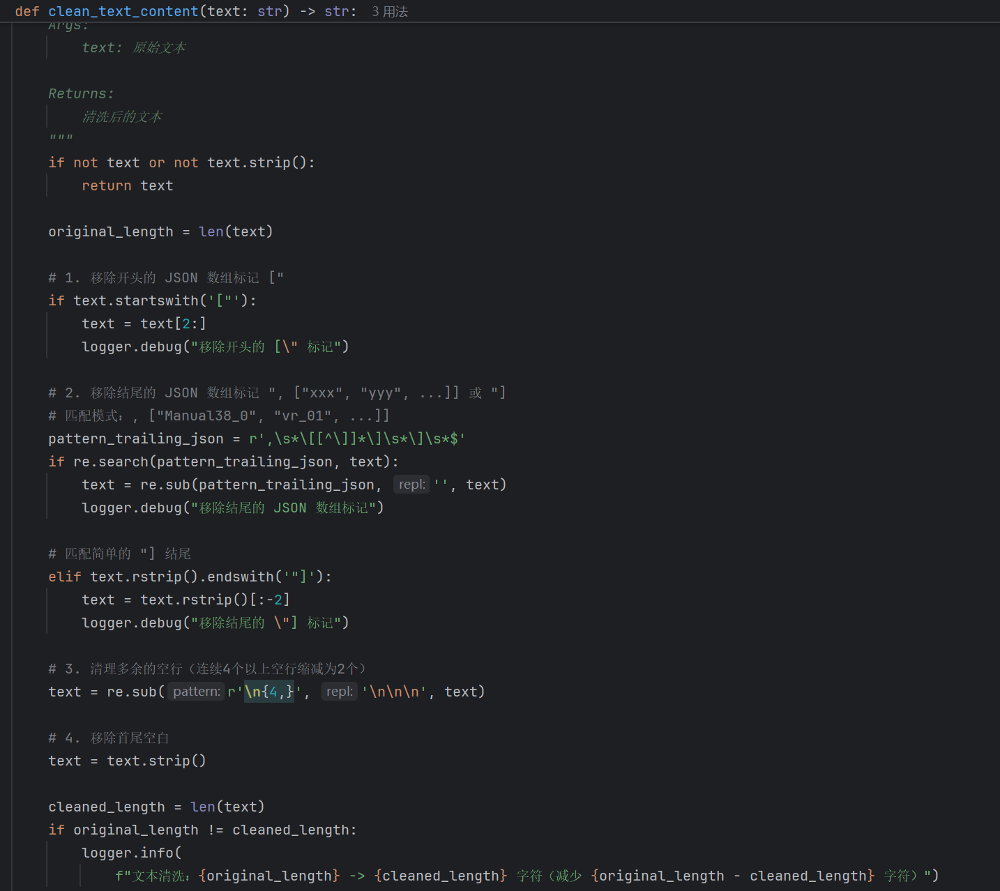 def clean_text_content(text: str) -> str: 3 用法
Args:
text: 原始文本
Returns:
清洗后的文本
"""
if not text or not text.strip():
return text
original_length = len(text)
# 1. 移除开头的 JSON 数组标记 ["
if text.startswith('["'):
text = text[2:]
logger.debug("移除开头的 [\" 标记")
# 2. 移除结尾的 JSON 数组标记 ", ["xxx", "yyy", ...]] 或 "]
# 匹配模式: , ["Manual38_0", "vr_01", ...]]
pattern_trailing_json = r',\s*\[[^\]]*\]\s*\]\s*$'
if re.search(pattern_trailing_json, text):
text = re.sub(pattern_trailing_json, repl: '', text)
logger.debug("移除结尾的 JSON 数组标记")
# 匹配简单的 "] 结尾
elif text.rstrip().endswith('"]'):
text = text.rstrip()[:-2]
logger.debug("移除结尾的 \"] 标记")
# 3. 清理多余的空行（连续4个以上空行缩减为2个）
text = re.sub( pattern: r'\n{4,}', repl: '\n\n\n', text)
# 4. 移除首尾空白
text = text.strip()
cleaned_length = len(text)
if original_length != cleaned_length:
logger.info(
f"文本清洗: {original_length} -> {cleaned_length} 字符（减少 {original_length - cleaned_length} 字符）")